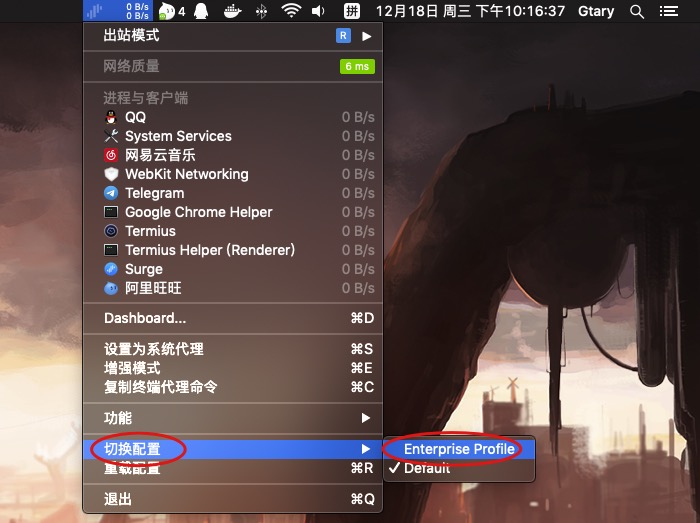 0 B/s
0 B/s
4
拼
12月18日 周三 下午10:16:37
Gtary
出站模式 R ▶
网络质量 6 ms
进程与客户端
QQ 0 B/s
System Services 0 B/s
网易云音乐 0 B/s
WebKit Networking 0 B/s
Telegram 0 B/s
Google Chrome Helper 0 B/s
Termius 0 B/s
Termius Helper (Renderer) 0 B/s
Surge 0 B/s
阿里旺旺 0 B/s
Dashboard... ⌘D
设置为系统代理 ⌘S
增强模式 ⌘E
复制终端代理命令 ⌘C
功能 ▶
切换配置 ▶
Enterprise Profile
重载配置 ⌘R
✓ Default
退出 ⌘Q